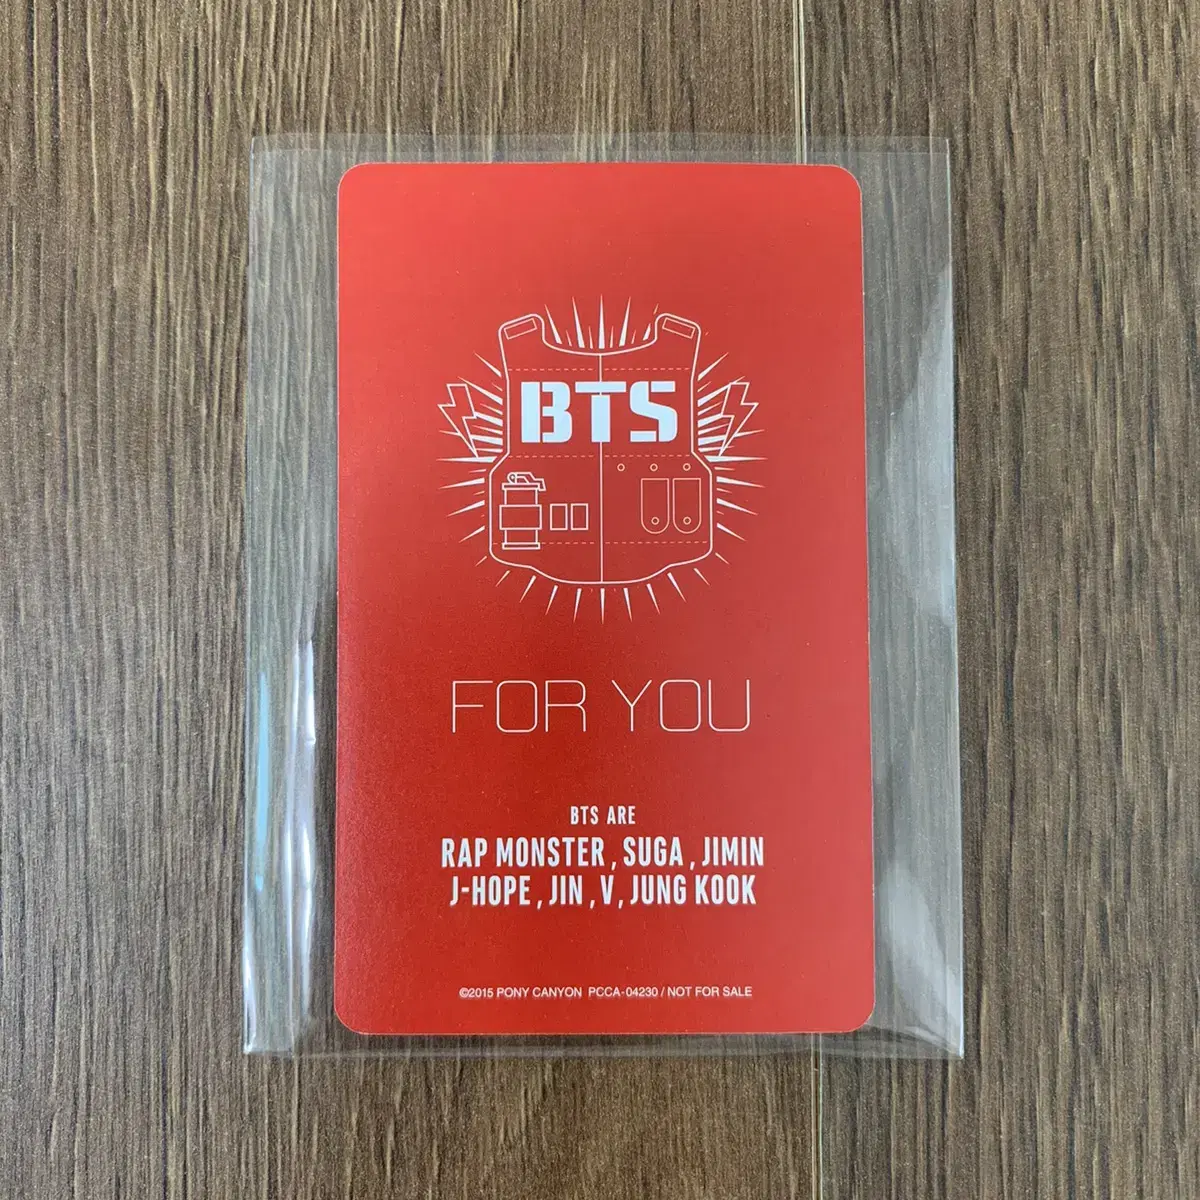 BTS
FOR YOU
BTS ARE
RAP MONSTER , SUGA , JIMIN
J-HOPE , JIN , V , JUNG KOOK
©2015 PONY CANYON PCCA-04230 / NOT FOR SALE